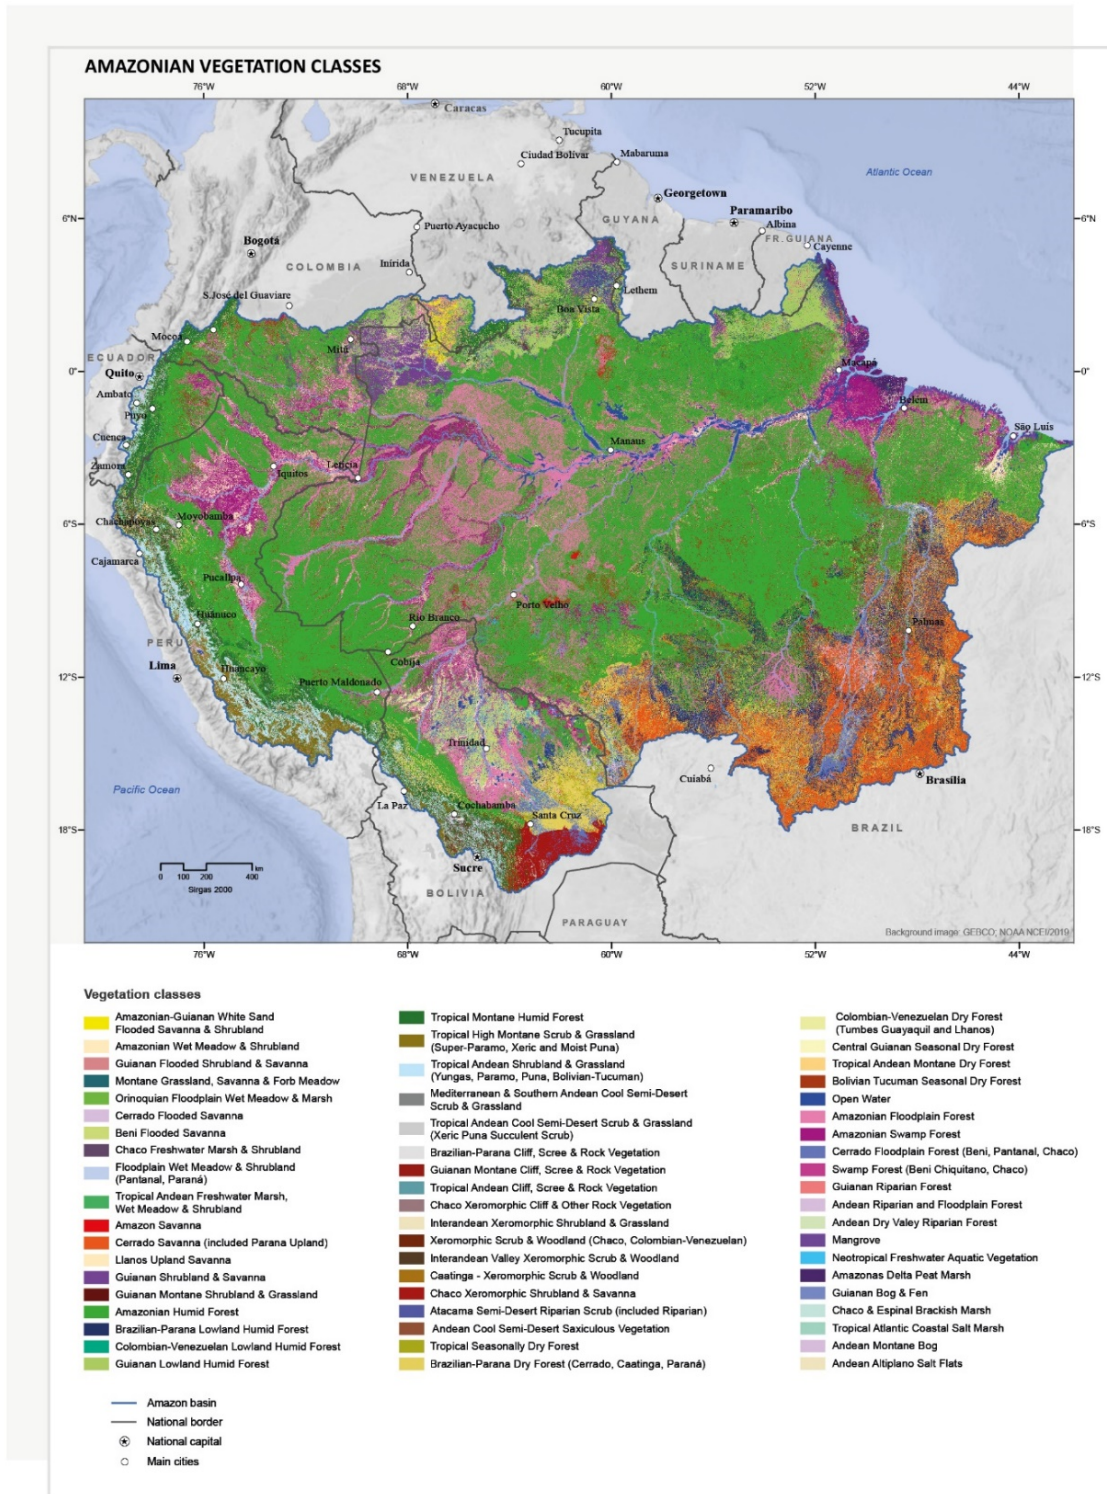 AMAZONIAN VEGETATION CLASSES
76°W
68°W
60°W
52°W
44°W
Caracas
Tucupita
Ciudad Bolívar
Mabaruma
Atlantic Ocean
VENEZUELA
Georgetown
6°N
6°N
GUYANA
Paramaribo
Puerto Ayacucho
Albina
Bogotá
FR.GUIANA
Cayenne
COLOMBIA
Inírida
SURINAME
S.José del Guaviare
Lethem
Boa Vista
Mocoa
Mitú
ECUADOR
Macapá
Quito
0°
0°
Ambato
Belém
Puyo
São Luís
Cuenca
Manaus
Zamora
Leticia
Iquitos
Moyobamba
Chachapoyas
6°S
6°S
Cajamarca
Pucallpa
Porto Velho
Huánuco
Rio Branco
Palmas
PERU
Cobija
Lima
Huancayo
12°S
12°S
Puerto Maldonado
Trinidad
Cuiabá
Brasília
Pacific Ocean
La Paz
Cochabamba
Santa Cruz
18°S
18°S
BRAZIL
Sucre
0 100 200 400 km
Sirgas 2000
BOLIVIA
PARAGUAY
Background image: GEBCO; NOAA NCEI/2019
76°W
68°W
60°W
52°W
44°W
Vegetation classes
Amazonian-Guianan White Sand
Flooded Savanna & Shrubland
Amazonian Wet Meadow & Shrubland
Guianan Flooded Shrubland & Savanna
Montane Grassland, Savanna & Forb Meadow
Orinoquian Floodplain Wet Meadow & Marsh
Cerrado Flooded Savanna
Beni Flooded Savanna
Chaco Freshwater Marsh & Shrubland
Floodplain Wet Meadow & Shrubland
(Pantanal, Paraná)
Tropical Andean Freshwater Marsh,
Wet Meadow & Shrubland
Amazon Savanna
Cerrado Savanna (included Parana Upland)
Llanos Upland Savanna
Guianan Shrubland & Savanna
Guianan Montane Shrubland & Grassland
Amazonian Humid Forest
Brazilian-Parana Lowland Humid Forest
Colombian-Venezuelan Lowland Humid Forest
Guianan Lowland Humid Forest
Tropical Montane Humid Forest
Tropical High Montane Scrub & Grassland
(Super-Paramo, Xeric and Moist Puna)
Tropical Andean Shrubland & Grassland
(Yungas, Paramo, Puna, Bolivian-Tucuman)
Mediterranean & Southern Andean Cool Semi-Desert
Scrub & Grassland
Tropical Andean Cool Semi-Desert Scrub & Grassland
(Xeric Puna Succulent Scrub)
Brazilian-Parana Cliff, Scree & Rock Vegetation
Guianan Montane Cliff, Scree & Rock Vegetation
Tropical Andean Cliff, Scree & Rock Vegetation
Chaco Xeromorphic Cliff & Other Rock Vegetation
Interandean Xeromorphic Shrubland & Grassland
Xeromorphic Scrub & Woodland (Chaco, Colombian-Venezuelan)
Interandean Valley Xeromorphic Scrub & Woodland
Caatinga - Xeromorphic Scrub & Woodland
Chaco Xeromorphic Shrubland & Savanna
Atacama Semi-Desert Riparian Scrub (included Riparian)
Andean Cool Semi-Desert Saxiculous Vegetation
Tropical Seasonally Dry Forest
Brazilian-Parana Dry Forest (Cerrado, Caatinga, Paraná)
Colombian-Venezuelan Dry Forest
(Tumbes Guayaquil and Lhanos)
Central Guianan Seasonal Dry Forest
Tropical Andean Montane Dry Forest
Bolivian Tucuman Seasonal Dry Forest
Open Water
Amazonian Floodplain Forest
Amazonian Swamp Forest
Cerrado Floodplain Forest (Beni, Pantanal, Chaco)
Swamp Forest (Beni Chiquitano, Chaco)
Guianan Riparian Forest
Andean Riparian and Floodplain Forest
Andean Dry Valey Riparian Forest
Mangrove
Neotropical Freshwater Aquatic Vegetation
Amazonas Delta Peat Marsh
Guianan Bog & Fen
Chaco & Espinal Brackish Marsh
Tropical Atlantic Coastal Salt Marsh
Andean Montane Bog
Andean Altiplano Salt Flats
Amazon basin
National border
National capital
Main cities